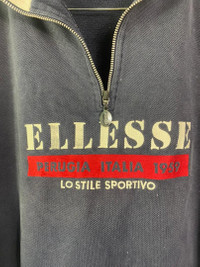 ELLESSE
PERUGIA ITALIA 1959
LO STILE SPORTIVO